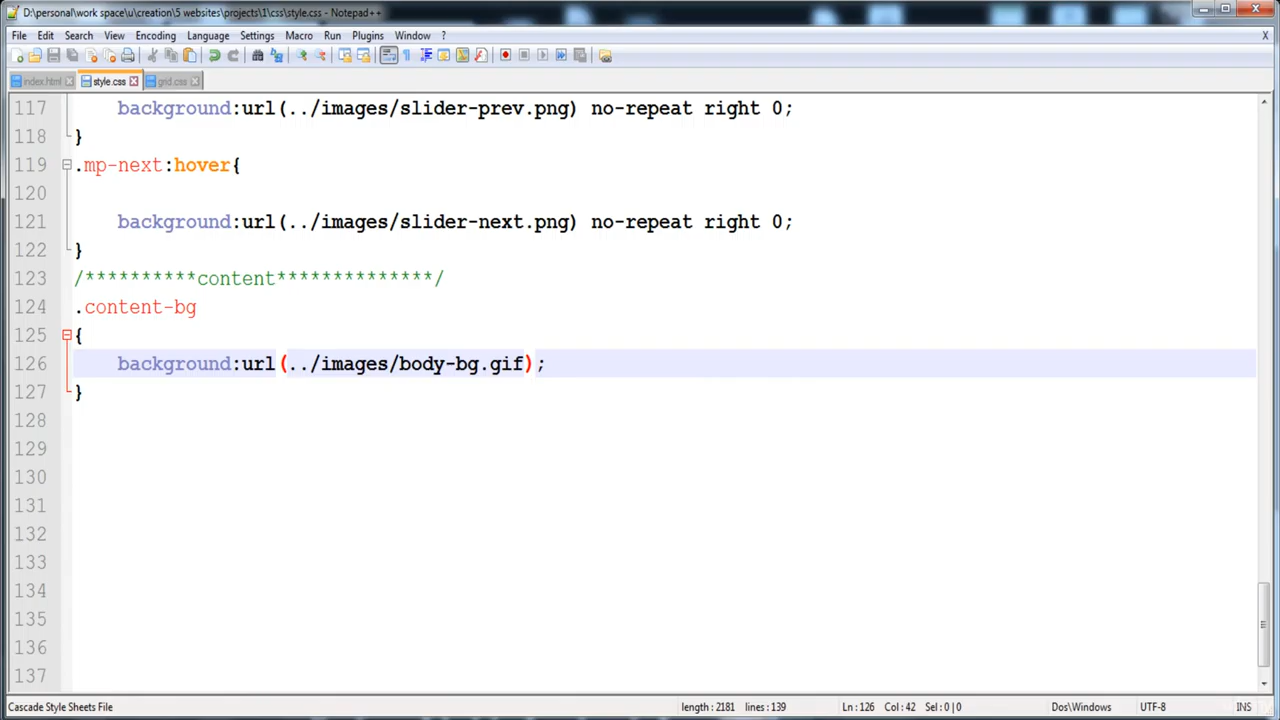 D:\personal\work space\u\creation\5 websites\projects\1\css\style.css - Notepad++
File Edit Search View Encoding Language Settings Macro Run Plugins Window ? X
index.html style.css grid.css
117 background:url(../images/slider-prev.png) no-repeat right 0;
118 }
119 .mp-next:hover{
120
121 background:url(../images/slider-next.png) no-repeat right 0;
122 }
123 /**********content**************/
124 .content-bg
125 {
126 background:url(../images/body-bg.gif);
127 }
128
129
130
131
132
133
134
135
136
137
Cascade Style Sheets File length : 2181 lines : 139 Ln : 126 Col : 42 Sel : 0 | 0 Dos\Windows UTF-8 INS